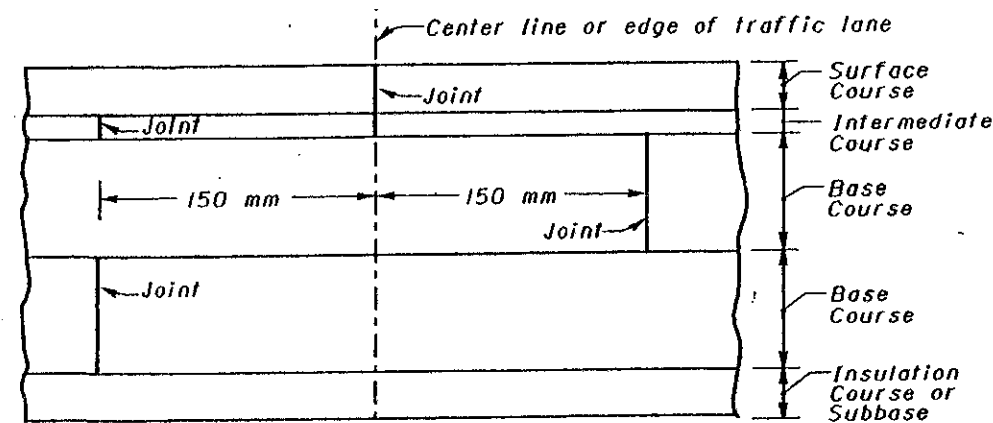 Center line or edge of traffic lane
Surface
Course
Joint
Joint
Intermediate
Course
150 mm
150 mm
Base
Course
Joint
Joint
Base
Course
Insulation
Course or
Subbase